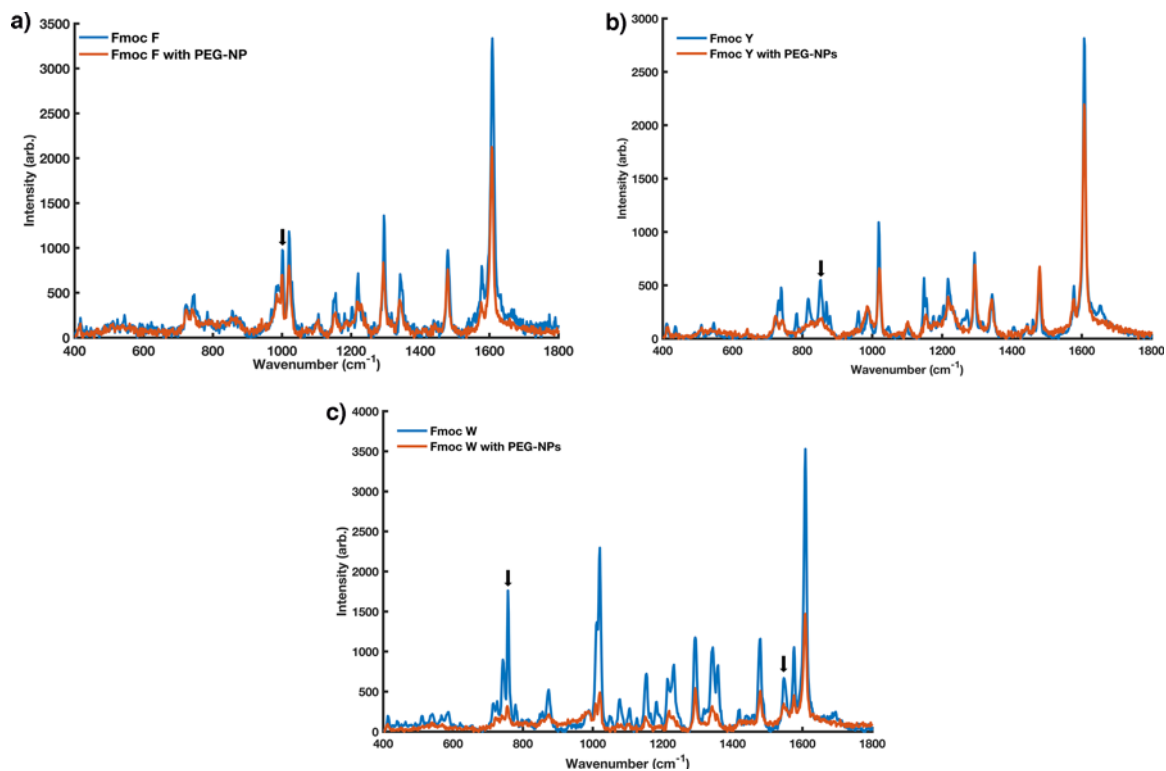 a)
Fmoc F
Fmoc F with PEG-NP
Intensity (arb.)
3500
3000
2500
2000
1500
1000
500
0
400 600 800 1000 1200 1400 1600 1800
Wavenumber (cm⁻¹)
b)
Fmoc Y
Fmoc Y with PEG-NPs
Intensity (arb.)
3000
2500
2000
1500
1000
500
0
400 600 800 1000 1200 1400 1600 1800
Wavenumber (cm⁻¹)
c)
Fmoc W
Fmoc W with PEG-NPs
Intensity (arb.)
4000
3500
3000
2500
2000
1500
1000
500
0
400 600 800 1000 1200 1400 1600 1800
Wavenumber (cm⁻¹)